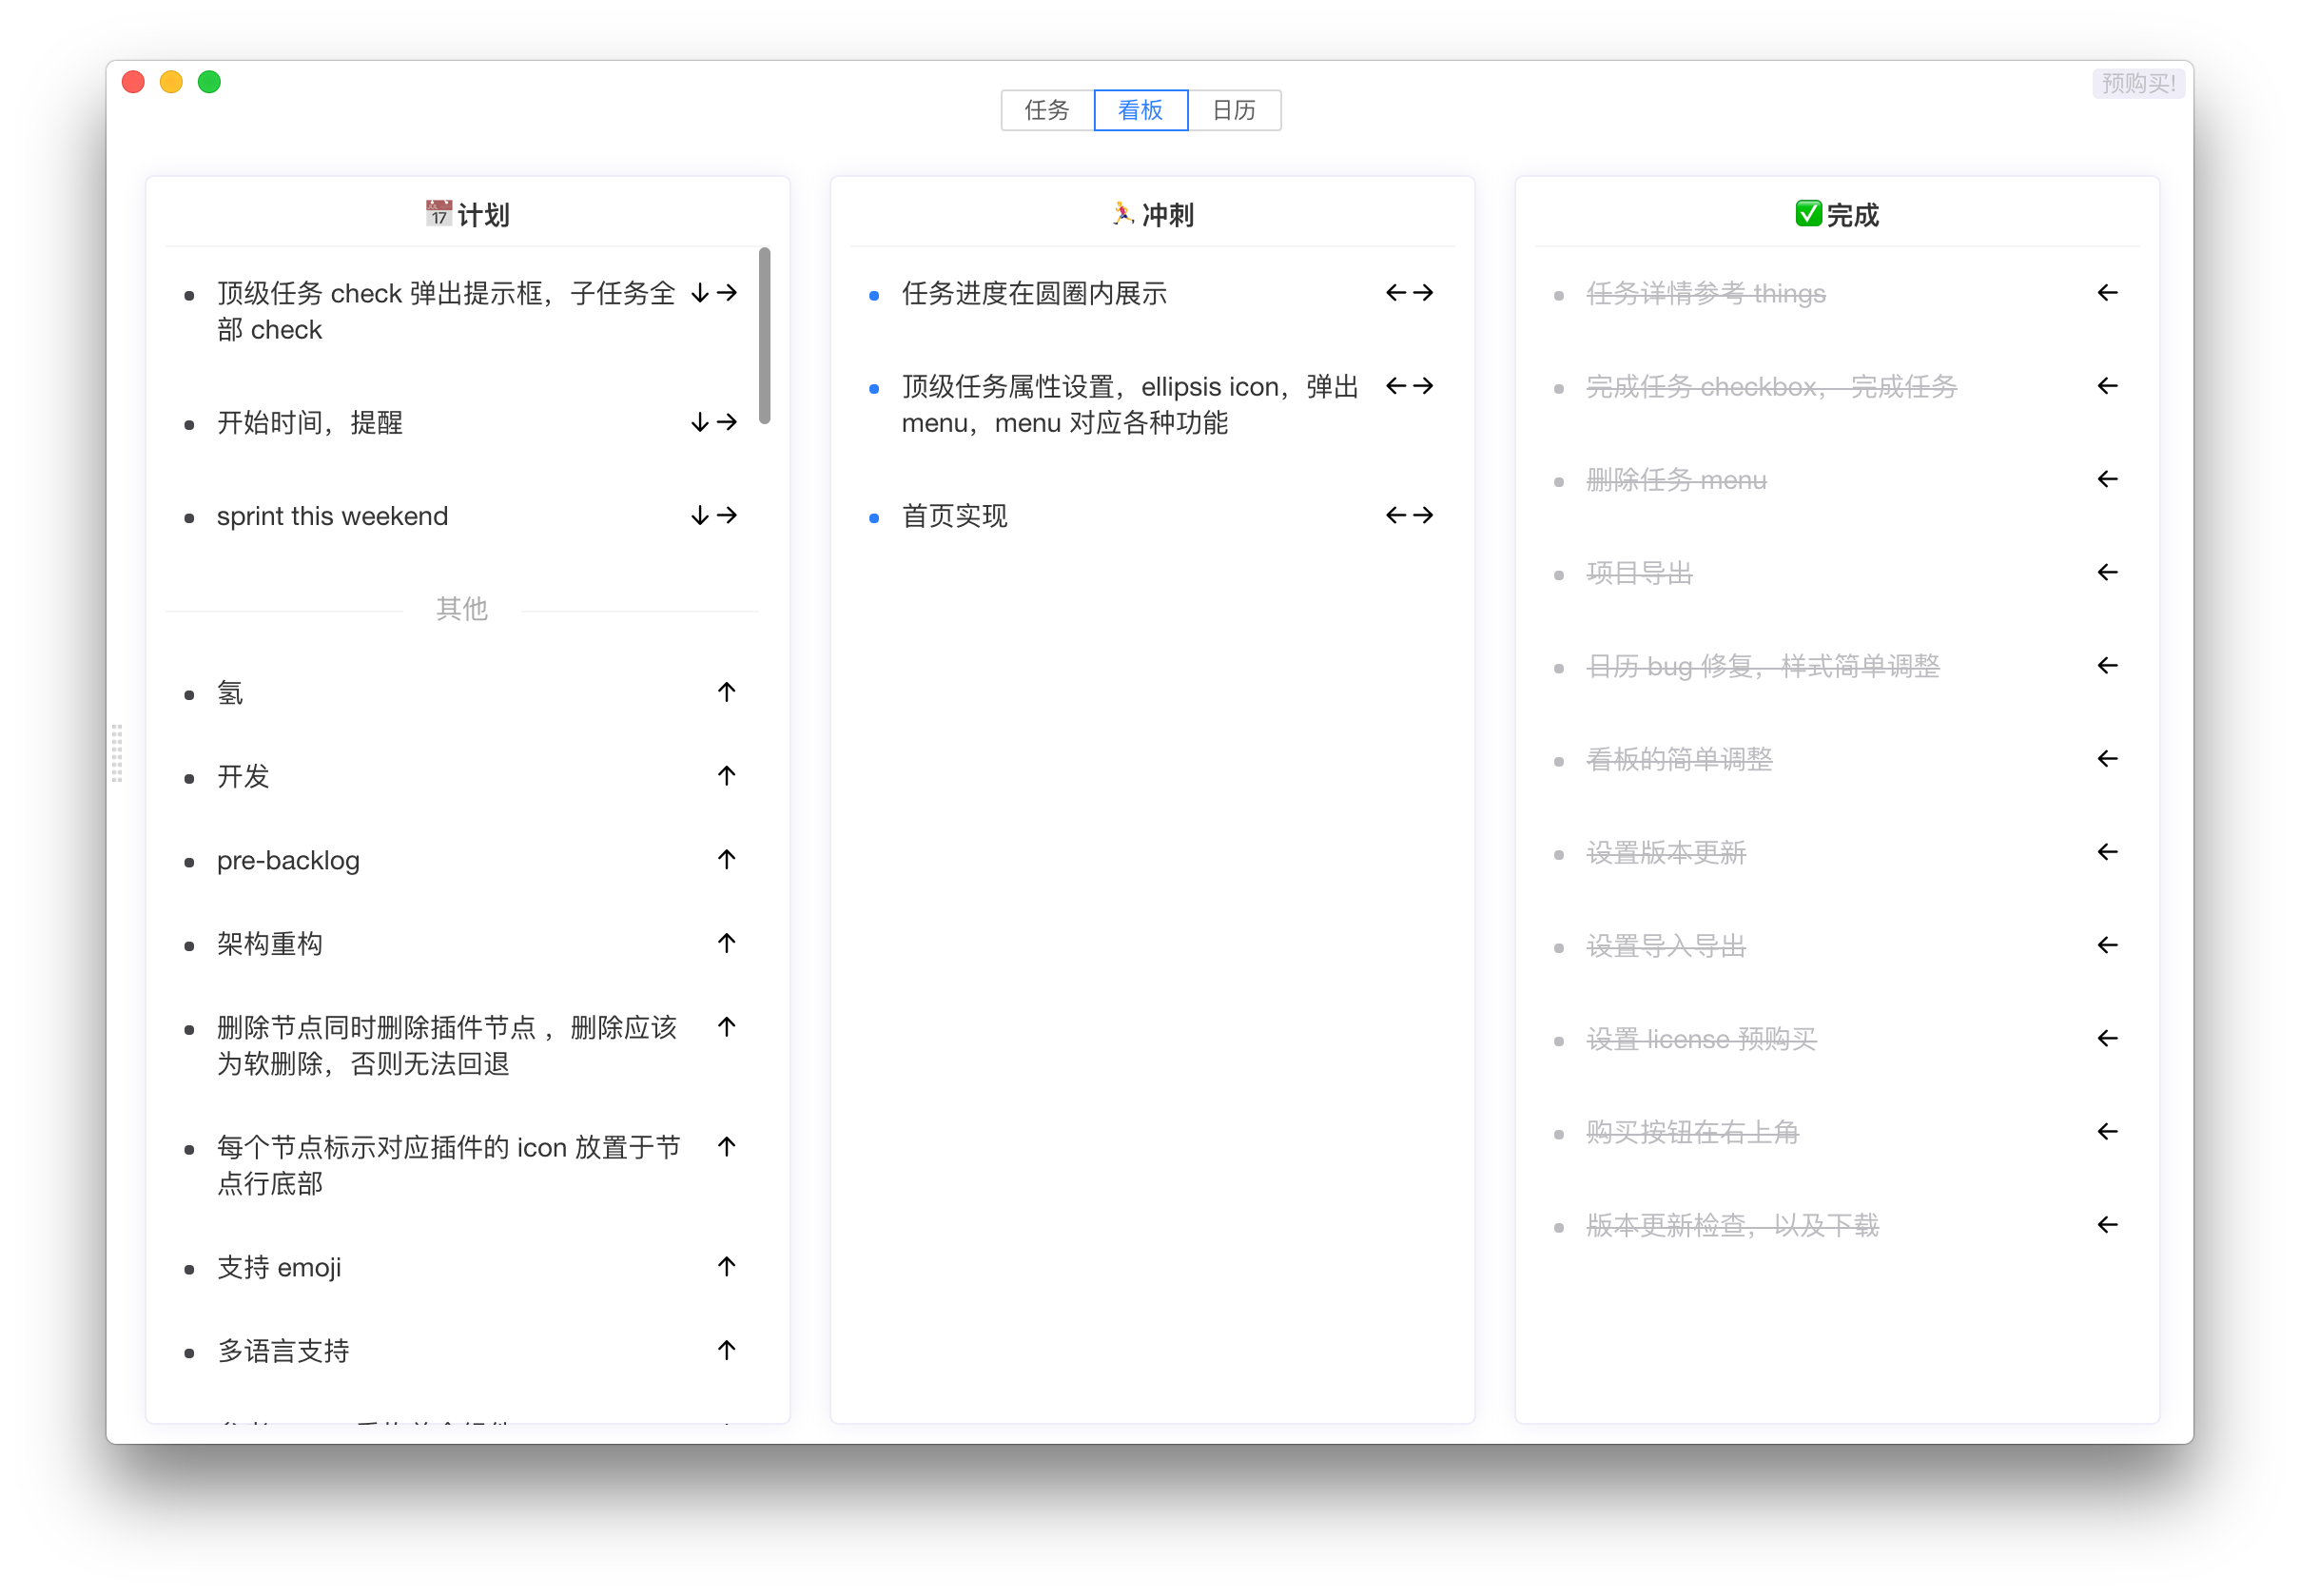 预购买!
任务 看板 日历
计划
顶级任务 check 弹出提示框，子任务全
部 check
开始时间，提醒
sprint this weekend
其他
氢
开发
pre-backlog
架构重构
删除节点同时删除插件节点 ，删除应该
为软删除，否则无法回退
每个节点标示对应插件的 icon 放置于节
点行底部
支持 emoji
多语言支持
冲刺
任务进度在圆圈内展示
顶级任务属性设置，ellipsis icon，弹出
menu，menu 对应各种功能
首页实现
完成
任务详情参考 things
完成任务 checkbox， 完成任务
删除任务 menu
项目导出
日历 bug 修复，样式简单调整
看板的简单调整
设置版本更新
设置导入导出
设置 license 预购买
购买按钮在右上角
版本更新检查，以及下载